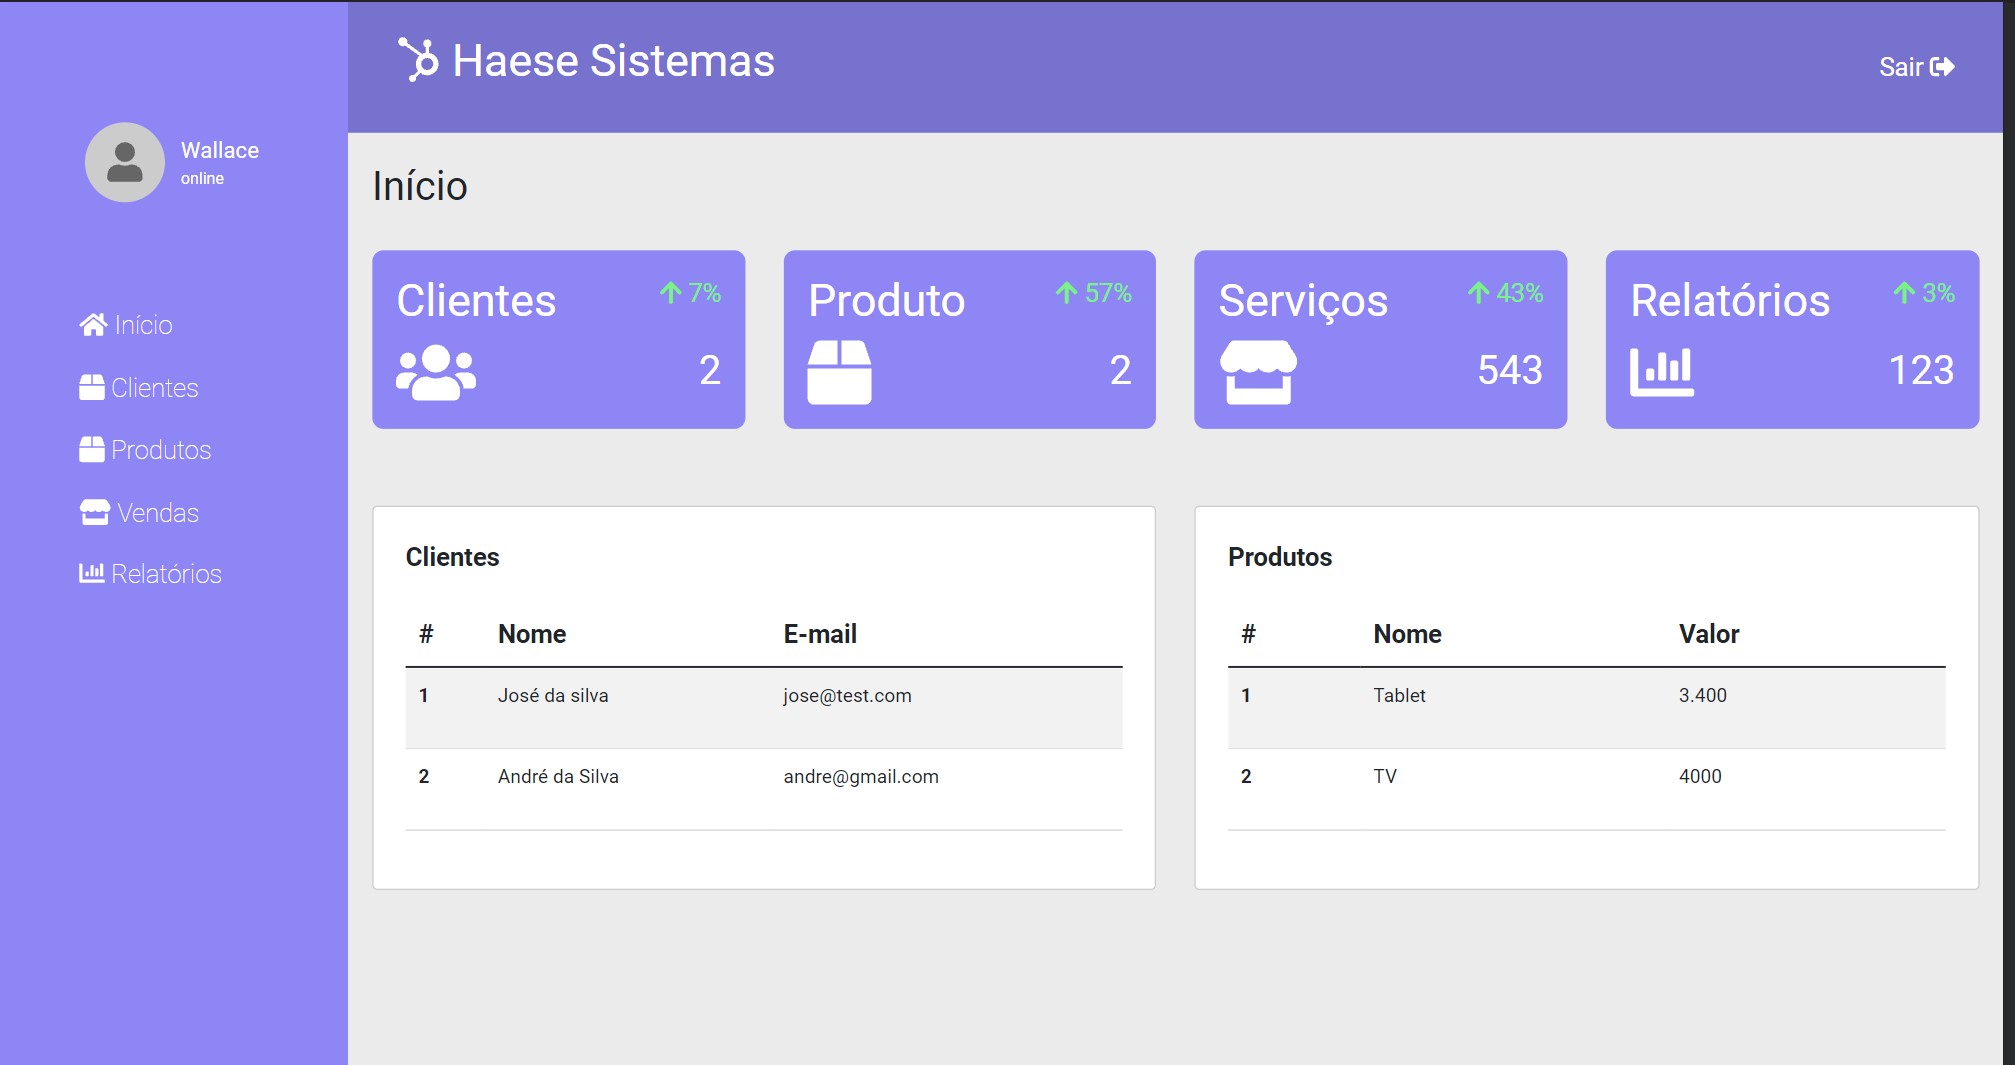 Haese Sistemas
Sair
Wallace
online
Início
Clientes
Produtos
Vendas
Relatórios
Início
Clientes
7%
2
Produto
57%
2
Serviços
43%
543
Relatórios
3%
123
Clientes
# Nome E-mail
1 José da silva jose@test.com
2 André da Silva andre@gmail.com
Produtos
# Nome Valor
1 Tablet 3.400
2 TV 4000